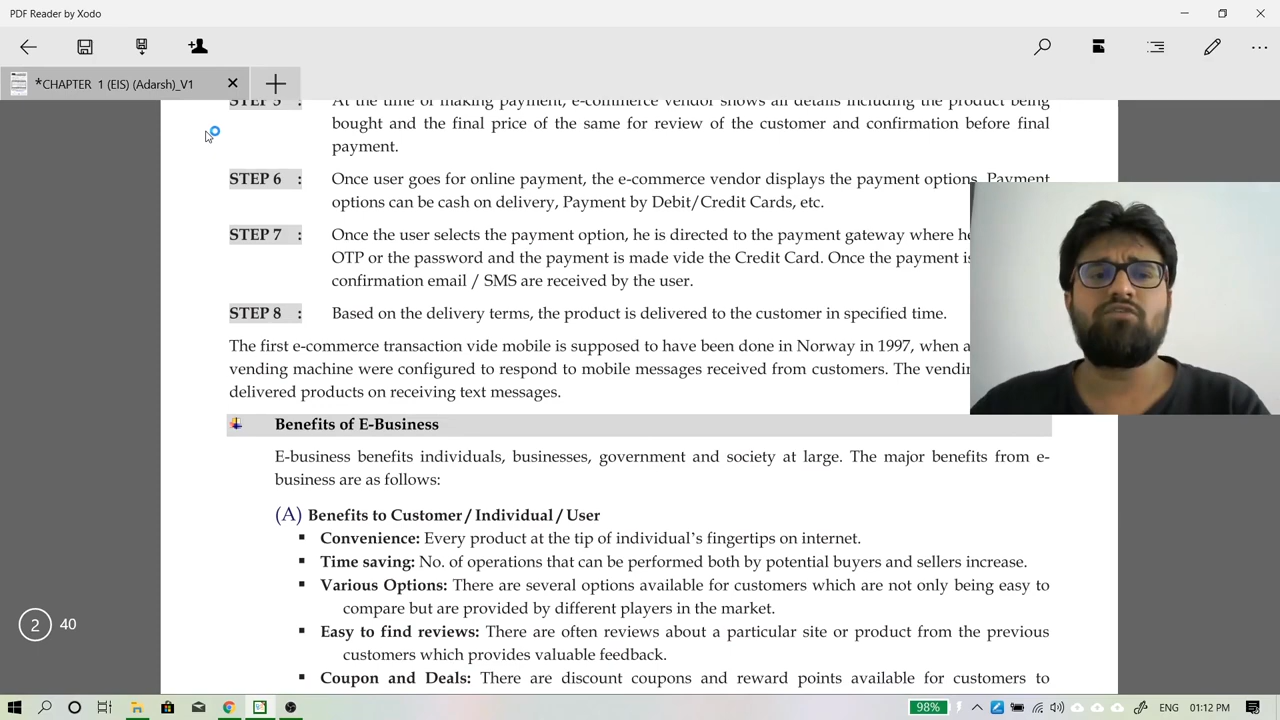 PDF Reader by Xodo
*CHAPTER 1 (EIS) (Adarsh)_V1
STEP 5 : At the time of making payment, e-commerce vendor shows all details including the product being
bought and the final price of the same for review of the customer and confirmation before final
payment.
STEP 6 : Once user goes for online payment, the e-commerce vendor displays the payment options. Payment
options can be cash on delivery, Payment by Debit/Credit Cards, etc.
STEP 7 : Once the user selects the payment option, he is directed to the payment gateway where he
OTP or the password and the payment is made vide the Credit Card. Once the payment is
confirmation email / SMS are received by the user.
STEP 8 : Based on the delivery terms, the product is delivered to the customer in specified time.
The first e-commerce transaction vide mobile is supposed to have been done in Norway in 1997, when a
vending machine were configured to respond to mobile messages received from customers. The
delivered products on receiving text messages.
Benefits of E-Business
E-business benefits individuals, businesses, government and society at large. The major benefits from e-
business are as follows:
(A) Benefits to Customer / Individual / User
▪ Convenience: Every product at the tip of individual's fingertips on internet.
▪ Time saving: No. of operations that can be performed both by potential buyers and sellers increase.
▪ Various Options: There are several options available for customers which are not only being easy to
compare but are provided by different players in the market.
▪ Easy to find reviews: There are often reviews about a particular site or product from the previous
customers which provides valuable feedback.
▪ Coupon and Deals: There are discount coupons and reward points available for customers to
2 40
98% ENG 01:12 PM